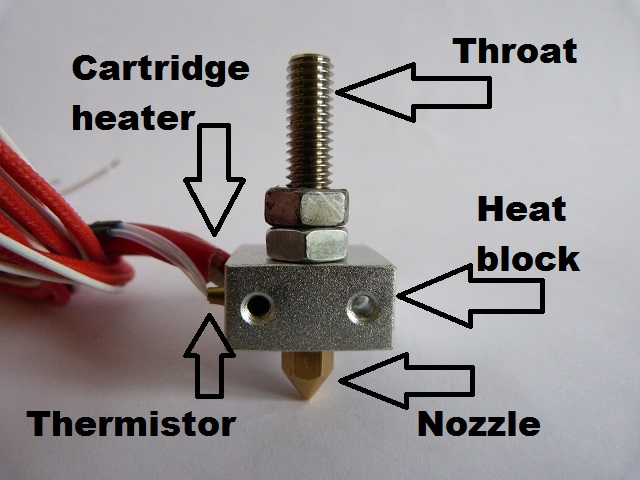 Cartridge
heater
Throat
Heat
block
Thermistor
Nozzle